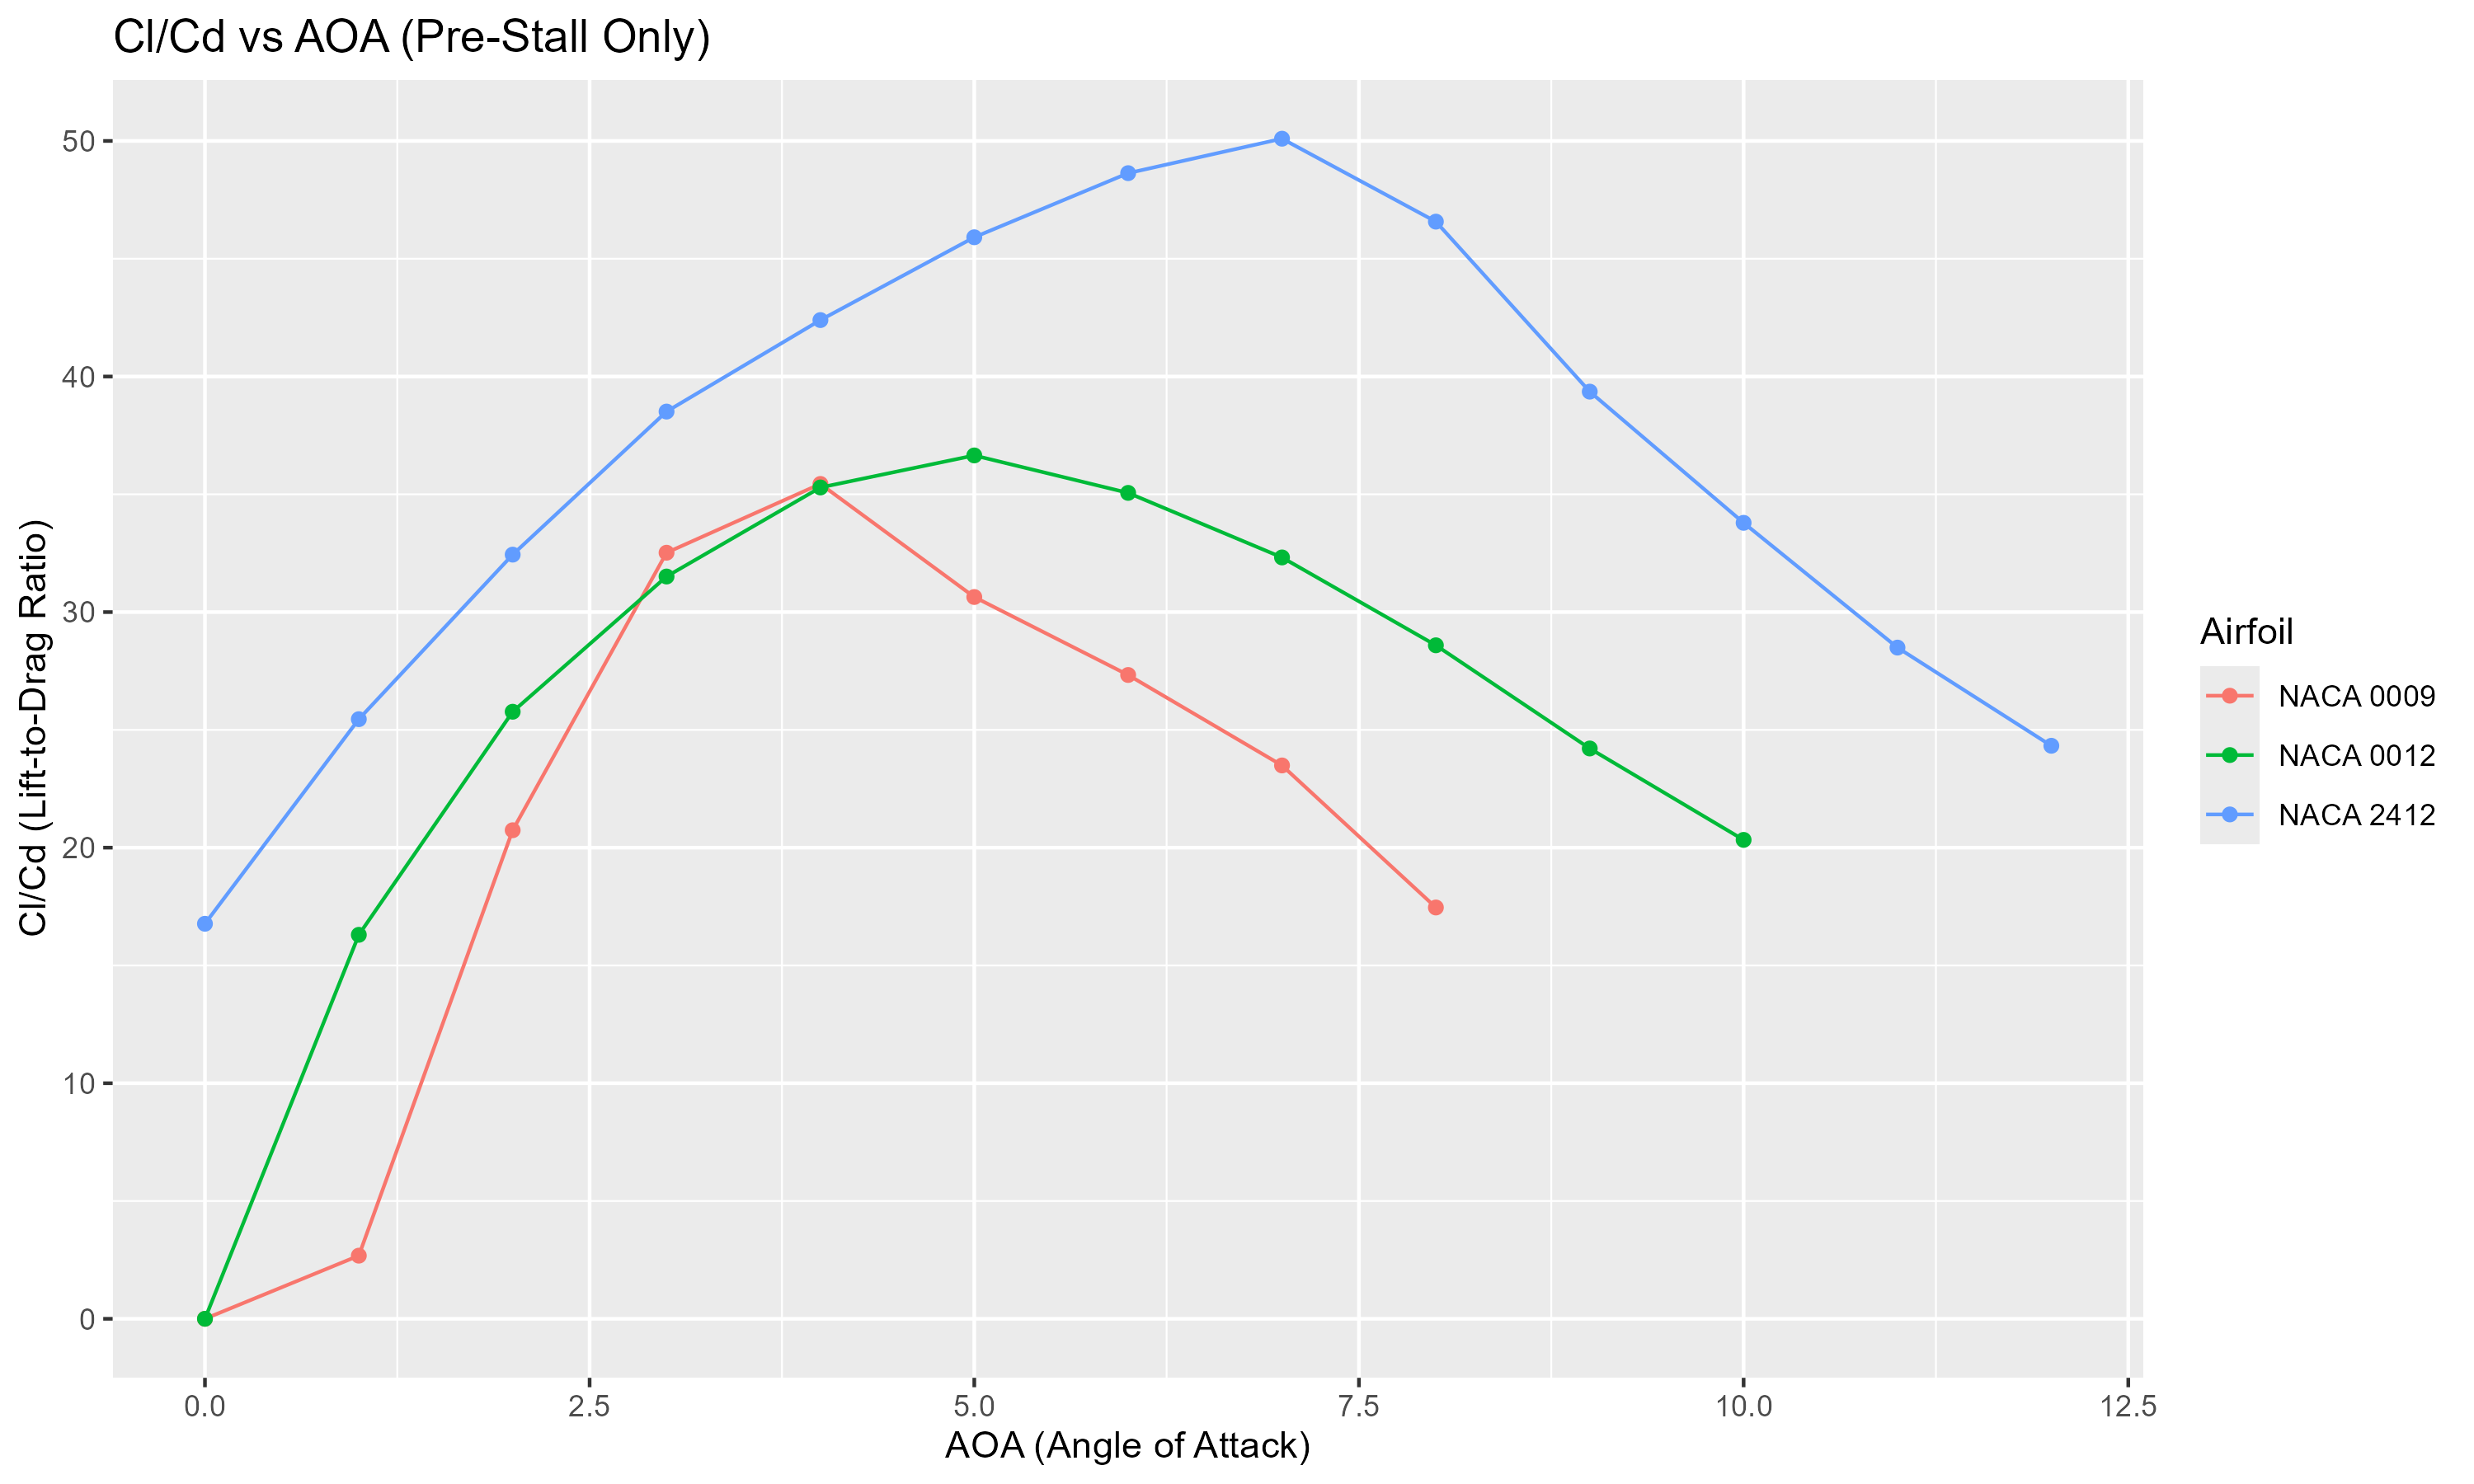 Cl/Cd vs AOA (Pre-Stall Only)
Cl/Cd (Lift-to-Drag Ratio)
50
40
30
20
10
0
0.0 2.5 5.0 7.5 10.0 12.5
AOA (Angle of Attack)
Airfoil
NACA 0009
NACA 0012
NACA 2412